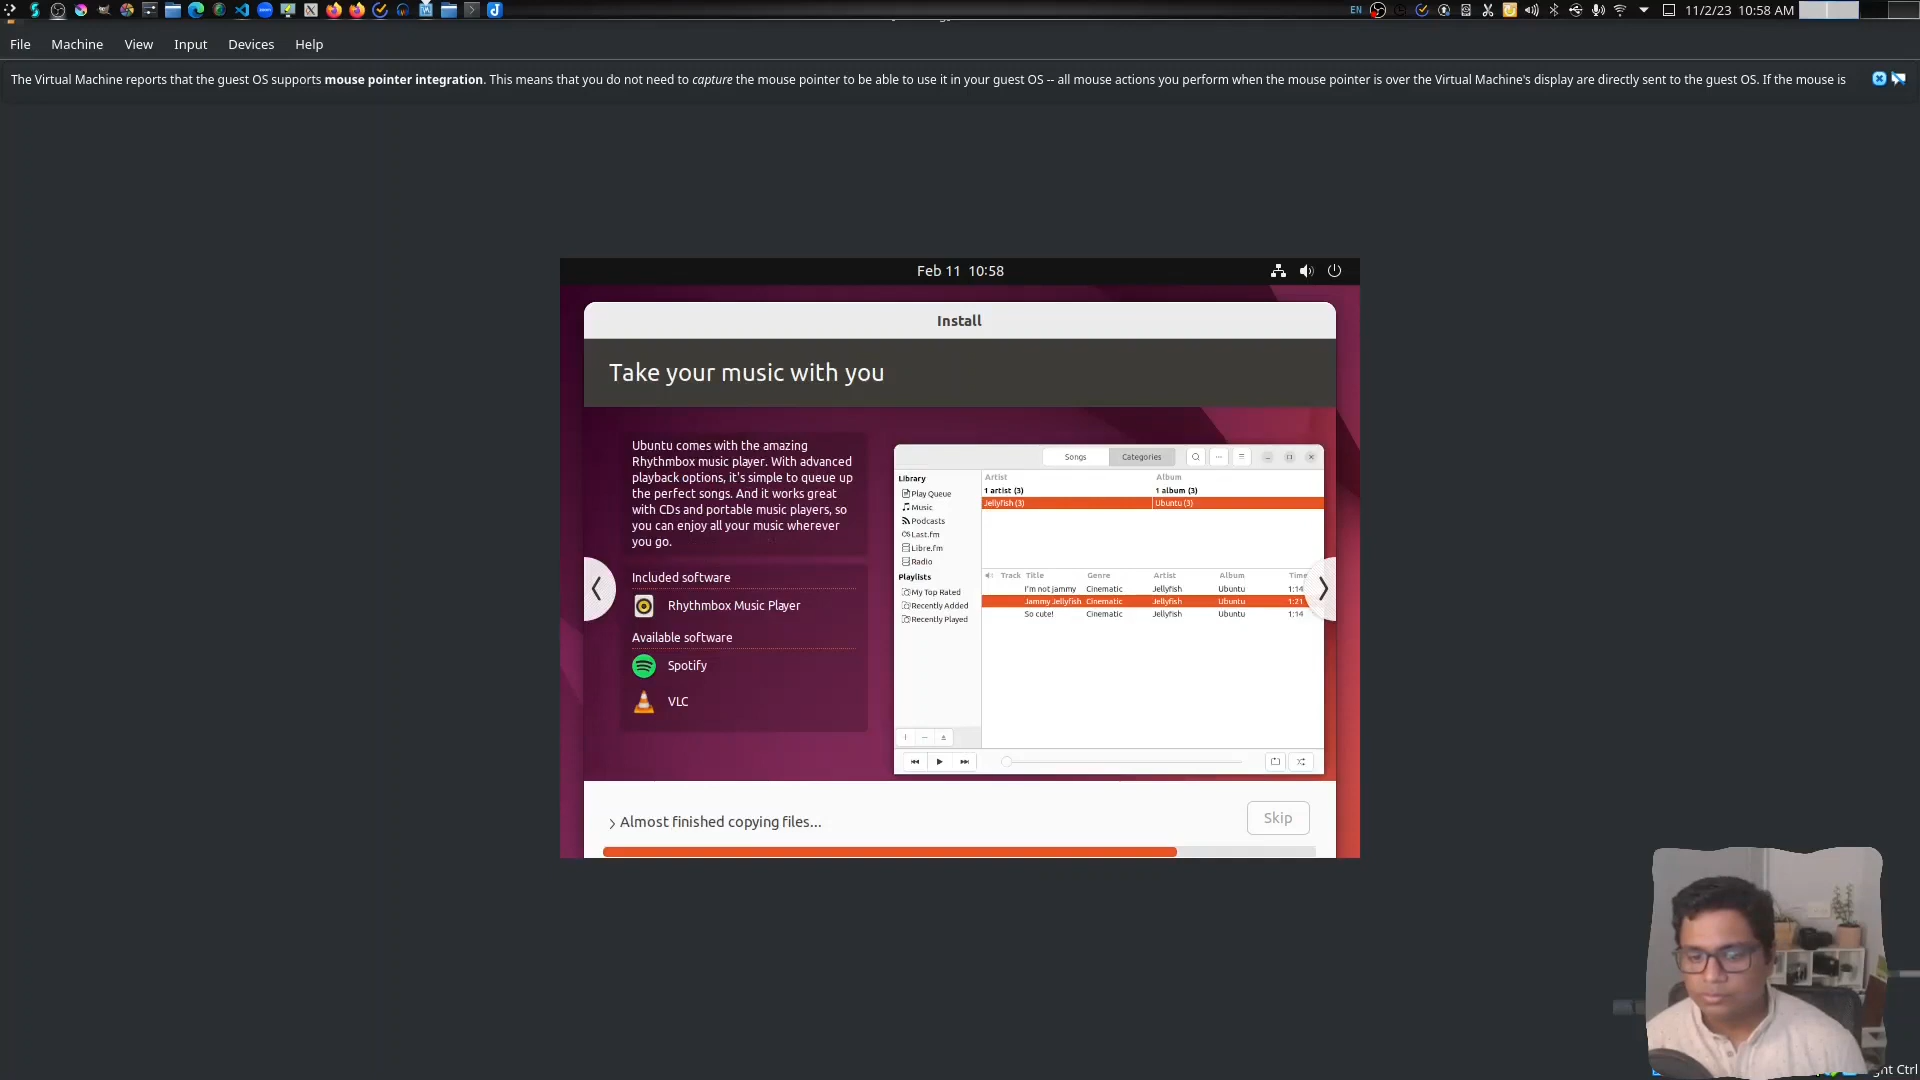 EN
11/2/23 10:58 AM
File Machine View Input Devices Help
The Virtual Machine reports that the guest OS supports mouse pointer integration. This means that you do not need to capture the mouse pointer to be able to use it in your guest OS -- all mouse actions you perform when the mouse pointer is over the Virtual Machine's display are directly sent to the guest OS. If the mouse is
Feb 11 10:58
Install
Take your music with you
Ubuntu comes with the amazing
Rhythmbox music player. With advanced
playback options, it's simple to queue up
the perfect songs. And it works great
with CDs and portable music players, so
you can enjoy all your music wherever
you go.
Included software
Rhythmbox Music Player
Available software
Spotify
VLC
Songs Categories
Library
Play Queue
Music
Podcasts
Last.fm
Libre.fm
Radio
Playlists
My Top Rated
Recently Added
Recently Played
Artist Album
1 artist (3) 1 album (3)
Jellyfish (3) Ubuntu (3)
Track Title Genre Artist Album Time
I'm not jammy Cinematic Jellyfish Ubuntu 1:14
Jammy Jellyfish Cinematic Jellyfish Ubuntu 1:21
So cute! Cinematic Jellyfish Ubuntu 1:14
Almost finished copying files...
Skip
Ctrl